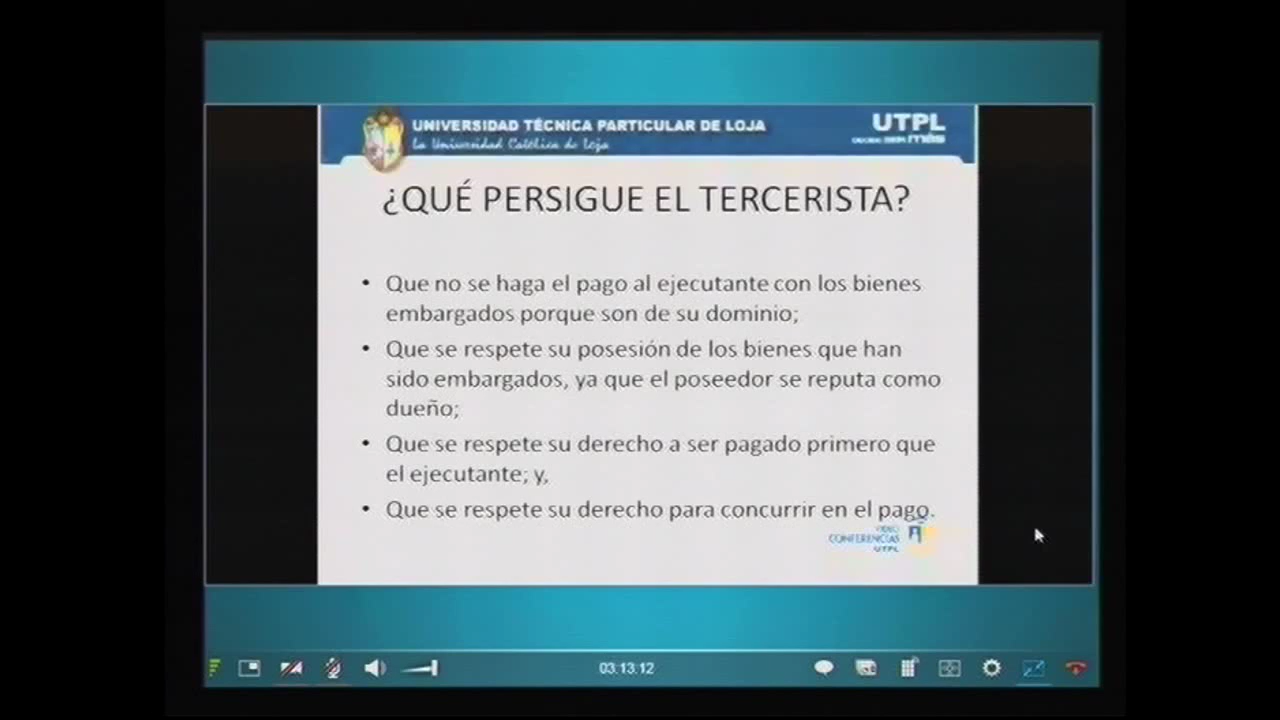 UNIVERSIDAD TÉCNICA PARTICULAR DE LOJA
La Universidad Católica de Loja
UTPL
¿QUÉ PERSIGUE EL TERCERISTA?
• Que no se haga el pago al ejecutante con los bienes
embargados porque son de su dominio;
• Que se respete su posesión de los bienes que han
sido embargados, ya que el poseedor se reputa como
dueño;
• Que se respete su derecho a ser pagado primero que
el ejecutante; y,
• Que se respete su derecho para concurrir en el pago.
VIDEO
CONFERENCIAS
UTPL
03:13:12